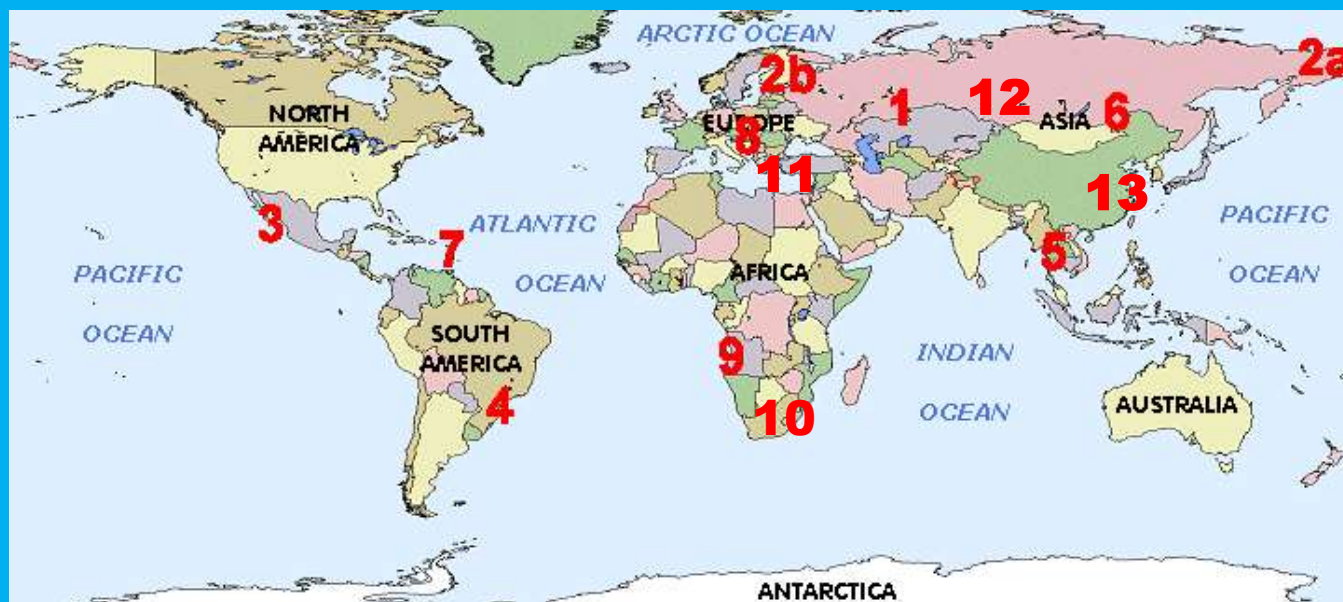 ARCTIC OCEAN
2a
2b
NORTH
AMERICA
1
12
6
ASIA
EUROPE
8
11
13
3
7
ATLANTIC
OCEAN
PACIFIC
OCEAN
PACIFIC
OCEAN
5
AFRICA
SOUTH
AMERICA
9
INDIAN
OCEAN
4
10
AUSTRALIA
ANTARCTICA